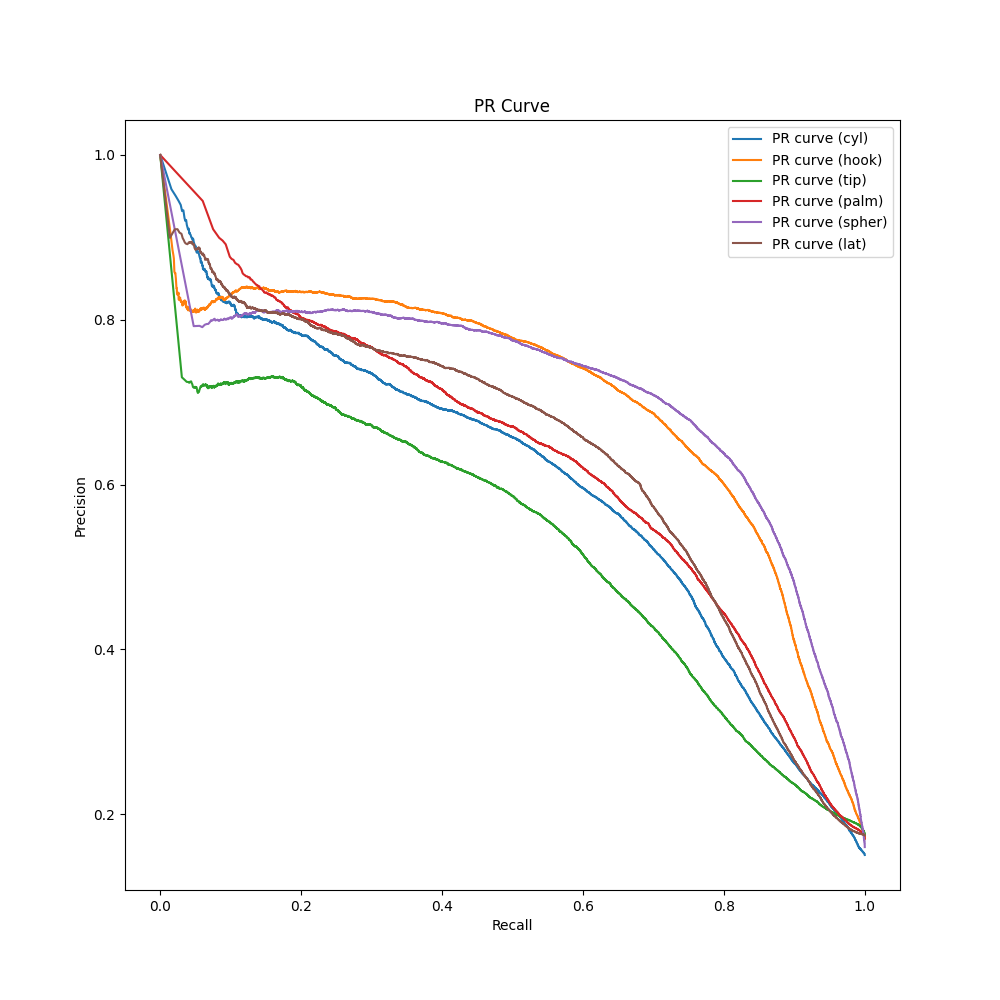 PR Curve
PR curve (cyl)
PR curve (hook)
PR curve (tip)
PR curve (palm)
PR curve (spher)
PR curve (lat)
Precision
1.0
0.8
0.6
0.4
0.2
0.0 0.2 0.4 0.6 0.8 1.0
Recall